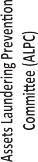 Assets Laundering Prevention
Committee (ALPC)